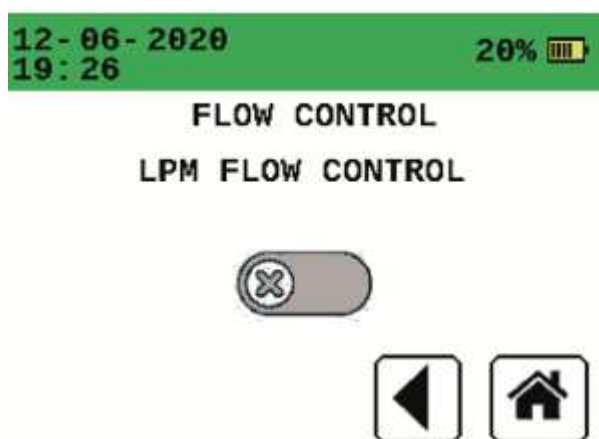 12-06-2020
19:26
20%
FLOW CONTROL
LPM FLOW CONTROL